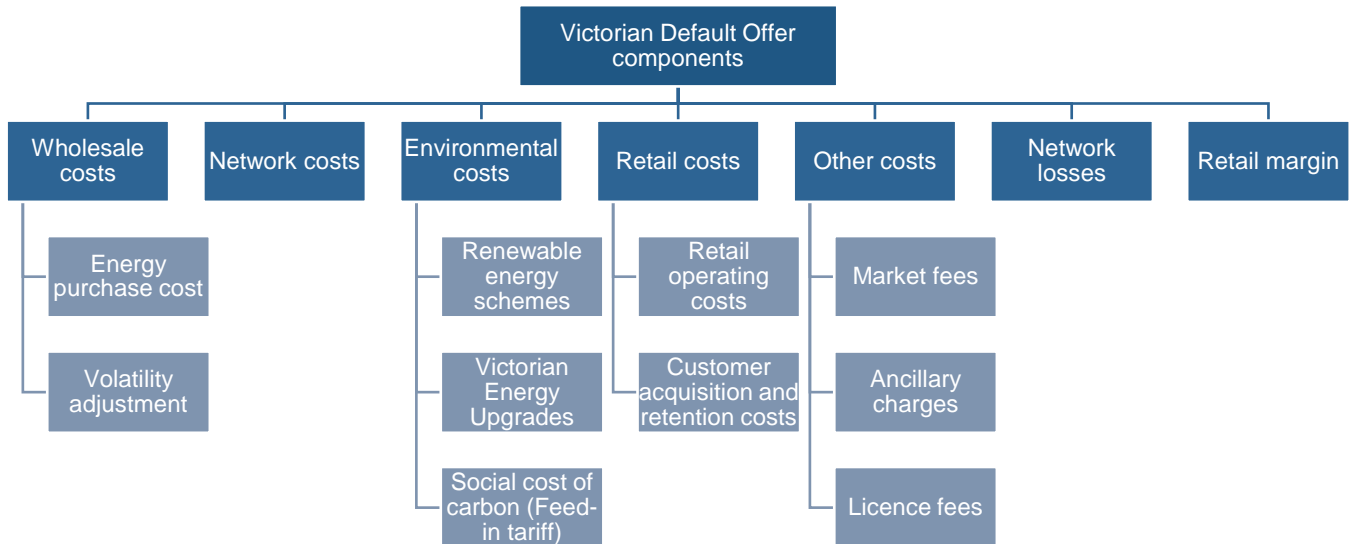 Victorian Default Offer
components
Wholesale
costs
Network costs
Environmental
costs
Retail costs
Other costs
Network
losses
Retail margin
Energy
purchase cost
Volatility
adjustment
Renewable
energy
schemes
Victorian
Energy
Upgrades
Social cost of
carbon (Feed-
in tariff)
Retail
operating
costs
Customer
acquisition and
retention costs
Market fees
Ancillary
charges
Licence fees